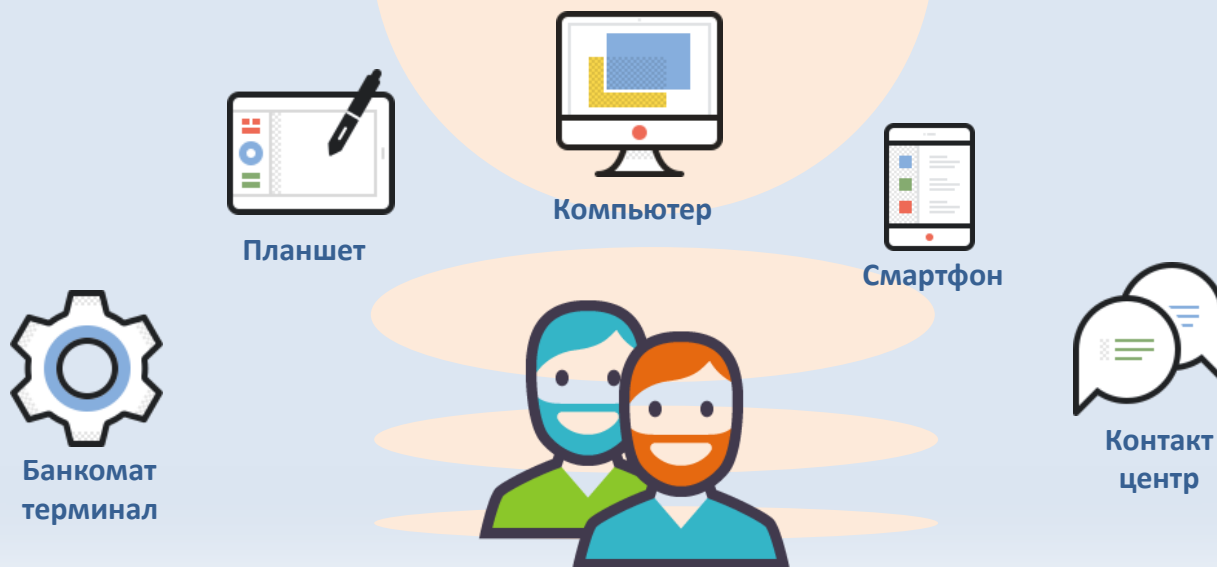 Компьютер
Планшет
Смартфон
Банкомат
терминал
Контакт
центр